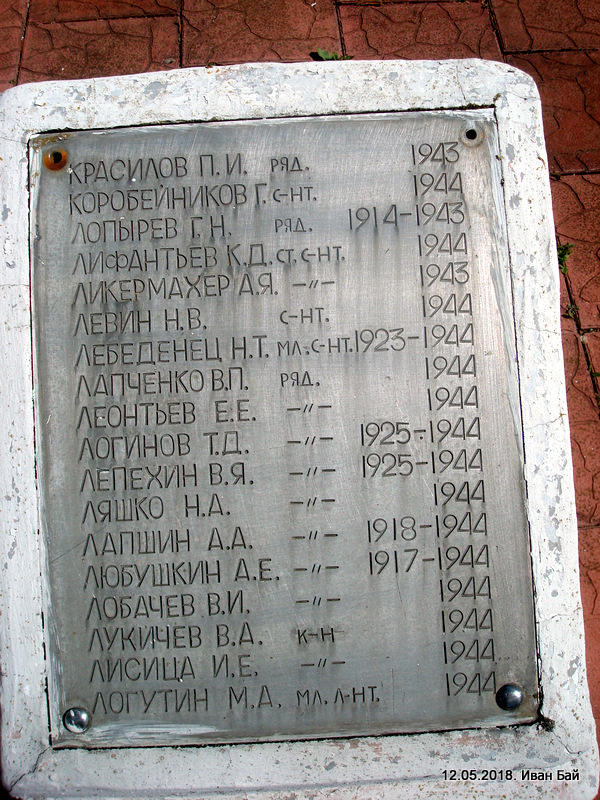 КРАСИЛОВ П.И. РЯД. 1943
КОРОБЕЙНИКОВ Г. С-НТ. 1944
ЛОПЫРЕВ Г.Н. РЯД. 1914-1943
ЛИФАНТЬЕВ К.Д. СТ. С-НТ. 1944
ЛИКЕРМАХЕР А.Я. -"- 1943
ЛЕВИН Н.В. С-НТ. 1944
ЛЕБЕДЕНЕЦ Н.Т. МЛ. С-НТ. 1923-1944
ЛАПЧЕНКО В.П. РЯД. 1944
ЛЕОНТЬЕВ Е.Е. -"- 1944
ЛОГИНОВ Т.Д. -"- 1925-1944
ЛЕПЕХИН В.Я. -"- 1925-1944
ЛЯШКО Н.А. -"- 1944
ЛАПШИН А.А. -"- 1918-1944
ЛЮБУШКИН А.Е. -"- 1917-1944
ЛОБАЧЕВ В.И. -"- 1944
ЛУКИЧЕВ В.А. К-Н 1944
ЛИСИЦА И.Е. -"- 1944
ЛОГУТИН М.Д. МЛ. Л-НТ. 1944
12.05.2018. Иван Бай